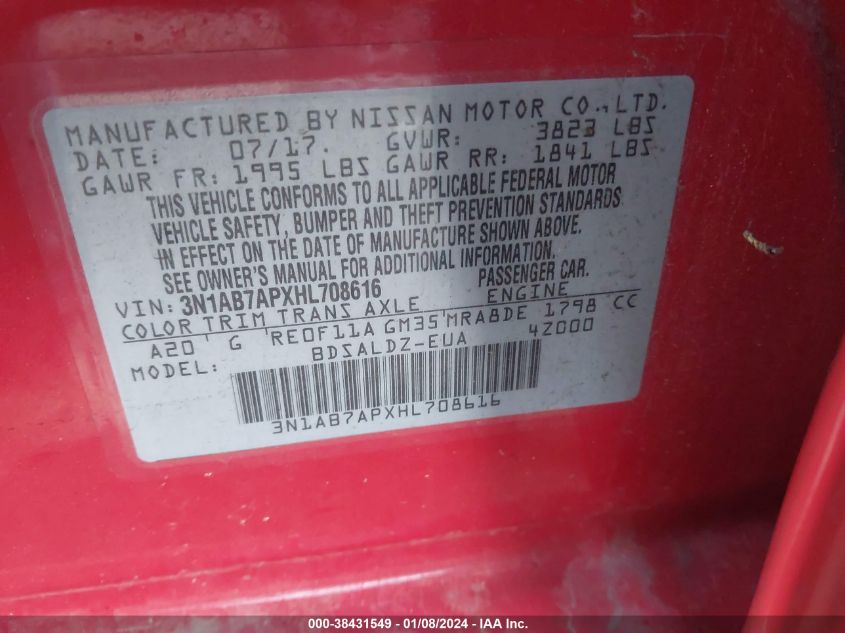 MANUFACTURED BY NISSAN MOTOR CO.,LTD.
DATE: 07/17. GVWR: 3823 LBS
GAWR FR: 1995 LBS GAWR RR: 1841 LBS
THIS VEHICLE CONFORMS TO ALL APPLICABLE FEDERAL MOTOR
VEHICLE SAFETY, BUMPER AND THEFT PREVENTION STANDARDS
IN EFFECT ON THE DATE OF MANUFACTURE SHOWN ABOVE.
SEE OWNER'S MANUAL FOR ADDITIONAL INFORMATION.
VIN: 3N1AB7APXHL708616 PASSENGER CAR.
COLOR TRIM TRANS AXLE ENGINE
A20 G RE0F11A GM35 MRA8DE 1798 CC
MODEL: BDSALDZ-EUA 4Z000
3N1AB7APXHL708616
000-38431549 | 01/08/2024 - IAA Inc.